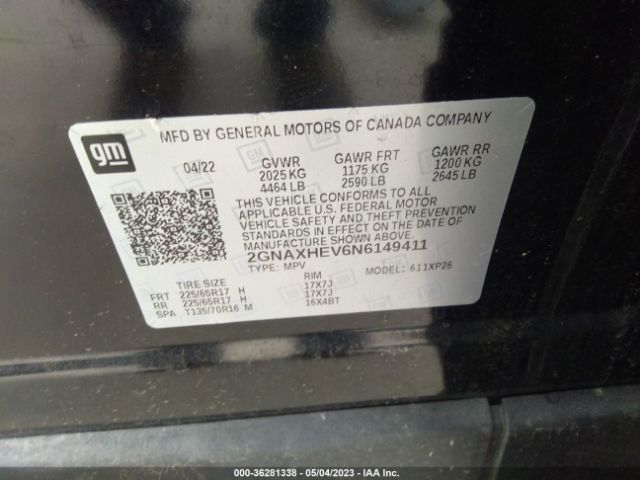 gm
MFD BY GENERAL MOTORS OF CANADA COMPANY
04/22 GVWR GAWR FRT GAWR RR
2025 KG 1175 KG 1200 KG
4464 LB 2590 LB 2645 LB
THIS VEHICLE CONFORMS TO ALL
APPLICABLE U.S. FEDERAL MOTOR
VEHICLE SAFETY AND THEFT PREVENTION
STANDARDS IN EFFECT ON THE DATE OF
MANUFACTURE SHOWN ABOVE.
2GNAXHEV6N6149411
TYPE: MPV MODEL: 611XP26
TIRE SIZE RIM
FRT 225/65R17 H 17X7J
RR 225/65R17 H 17X7J
SPA T135/70R16 M 16X4BT
000-36281338 - 05/04/2023 - IAA Inc.